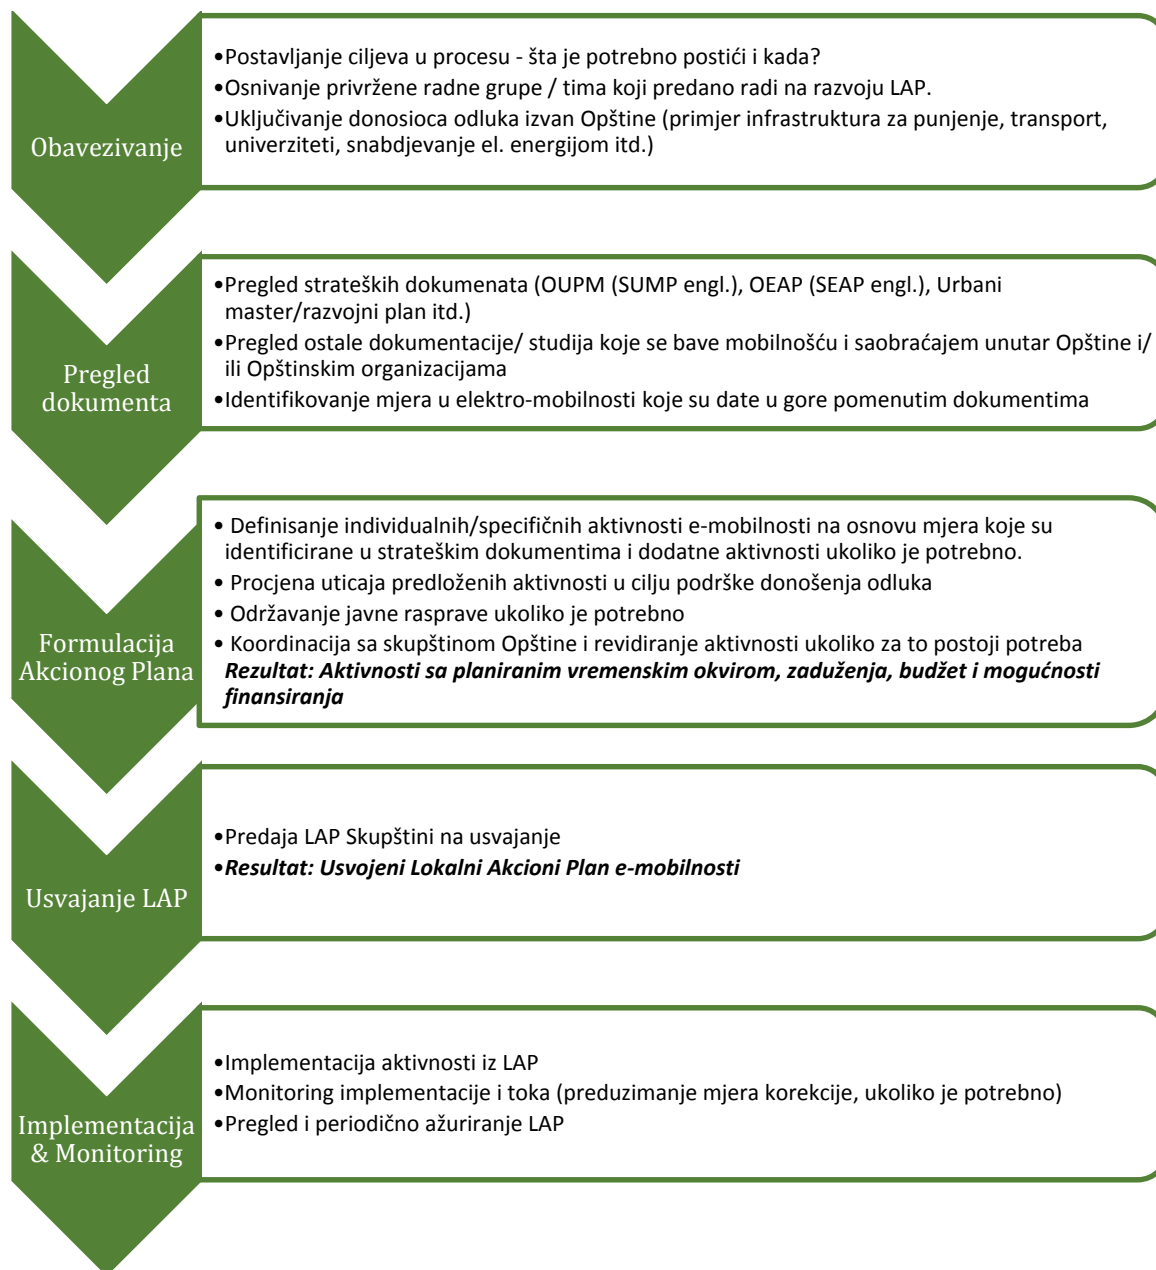 Obavezivanje
•Postavljanje ciljeva u procesu - šta je potrebno postići i kada?
•Osnivanje privržene radne grupe / tima koji predano radi na razvoju LAP.
•Uključivanje donosioca odluka izvan Opštine (primjer infrastruktura za punjenje, transport,
univerziteti, snabdjevanje el. energijom itd.)
Pregled
dokumenta
•Pregled strateških dokumenata (OUPM (SUMP engl.), OEAP (SEAP engl.), Urbani
master/razvojni plan itd.)
•Pregled ostale dokumentacije/ studija koje se bave mobilnošću i saobraćajem unutar Opštine i/
ili Opštinskim organizacijama
•Identifikovanje mjera u elektro-mobilnosti koje su date u gore pomenutim dokumentima
Formulacija
Akcionog Plana
• Definisanje individualnih/specifičnih aktivnosti e-mobilnosti na osnovu mjera koje su
identificirane u strateškim dokumentima i dodatne aktivnosti ukoliko je potrebno.
• Procjena uticaja predloženih aktivnosti u cilju podrške donošenja odluka
• Održavanje javne rasprave ukoliko je potrebno
• Koordinacija sa skupštinom Opštine i revidiranje aktivnosti ukoliko za to postoji potreba
Rezultat: Aktivnosti sa planiranim vremenskim okvirom, zaduženja, budžet i mogućnosti
finansiranja
Usvajanje LAP
•Predaja LAP Skupštini na usvajanje
•Resultat: Usvojeni Lokalni Akcioni Plan e-mobilnosti
Implementacija
& Monitoring
•Implementacija aktivnosti iz LAP
•Monitoring implementacije i toka (preduzimanje mjera korekcije, ukoliko je potrebno)
•Pregled i periodično ažuriranje LAP